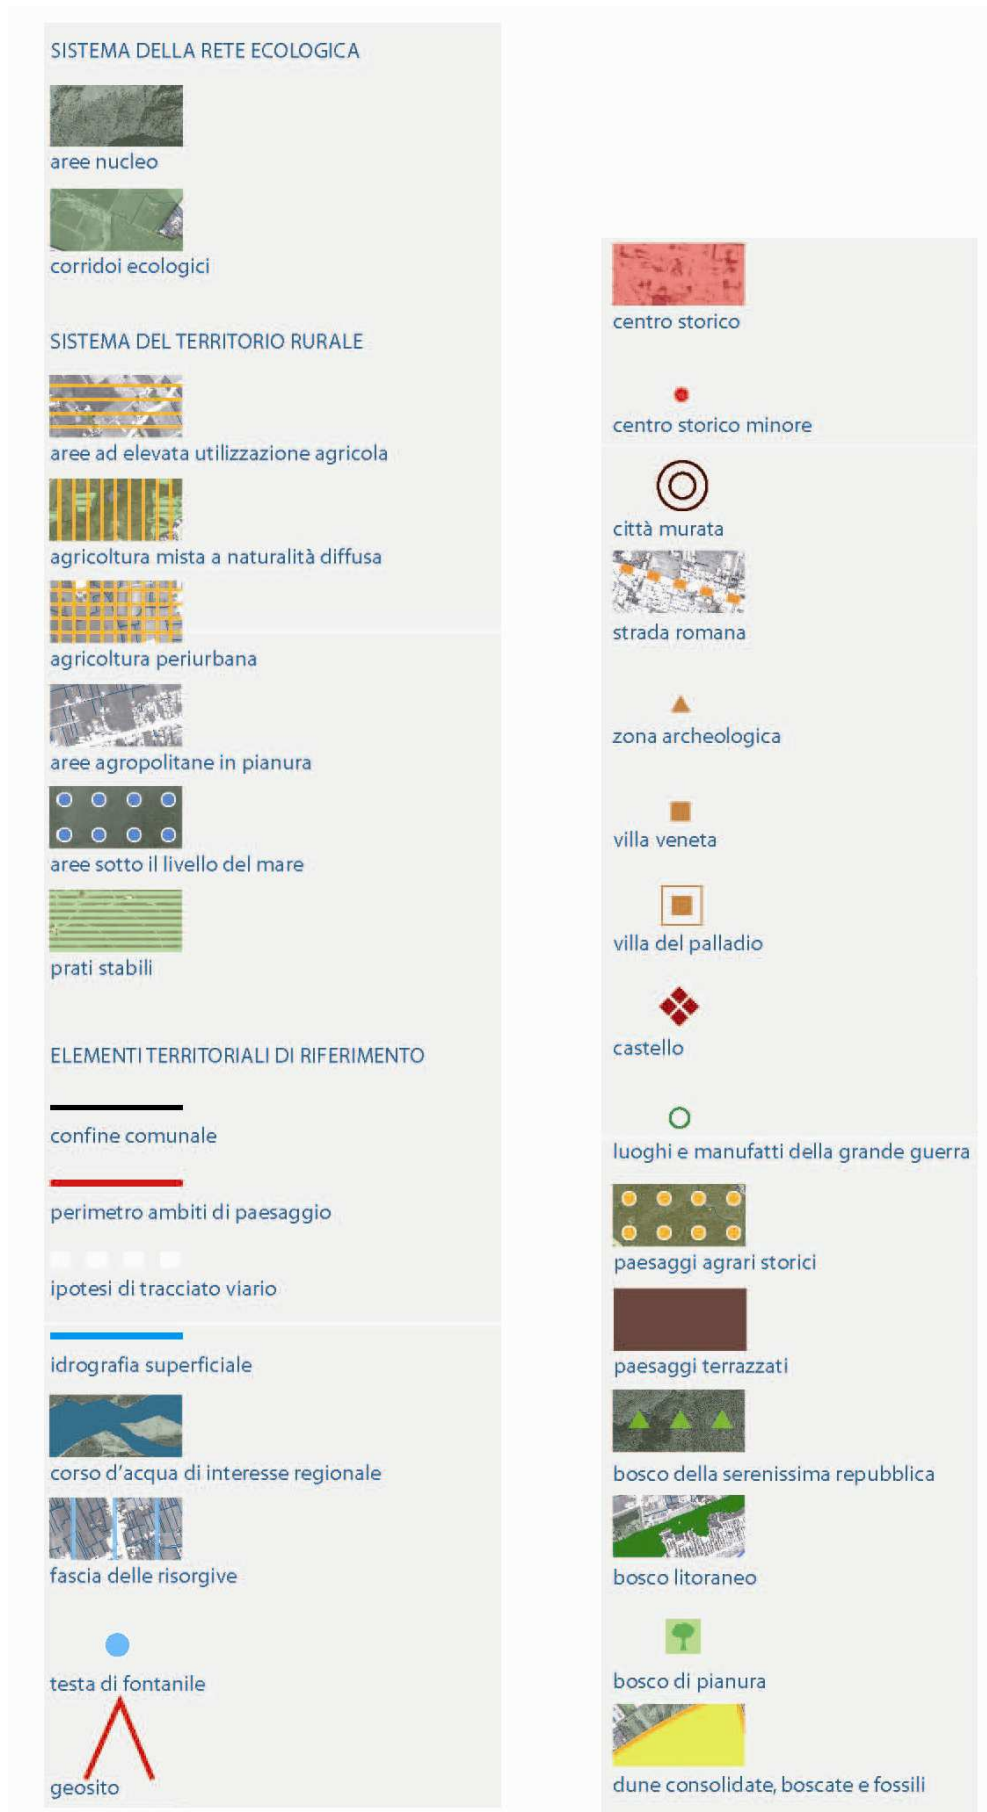 SISTEMA DELLA RETE ECOLOGICA
aree nucleo
corridoi ecologici
SISTEMA DEL TERRITORIO RURALE
aree ad elevata utilizzazione agricola
agricoltura mista a naturalità diffusa
agricoltura periurbana
aree agropolitane in pianura
aree sotto il livello del mare
prati stabili
ELEMENTI TERRITORIALI DI RIFERIMENTO
confine comunale
perimetro ambiti di paesaggio
ipotesi di tracciato viario
idrografia superficiale
corso d'acqua di interesse regionale
fascia delle risorgive
testa di fontanile
geosito
centro storico
centro storico minore
città murata
strada romana
zona archeologica
villa veneta
villa del palladio
castello
luoghi e manufatti della grande guerra
paesaggi agrari storici
paesaggi terrazzati
bosco della serenissima repubblica
bosco litoraneo
bosco di pianura
dune consolidate, boscate e fossili